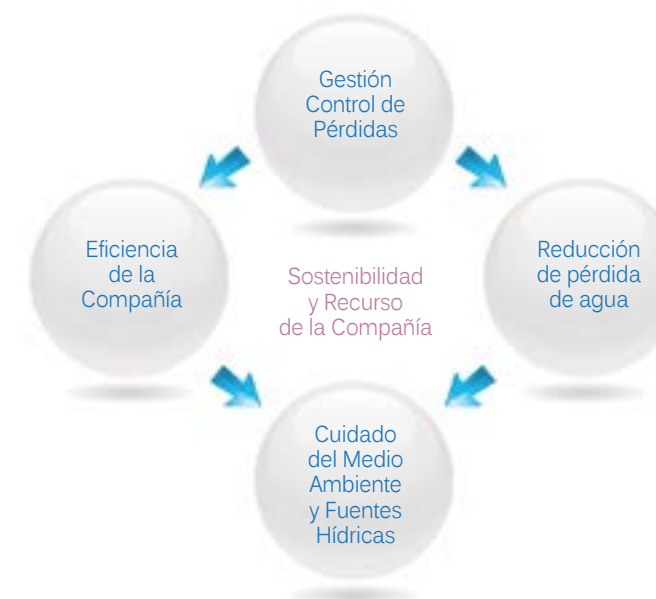 Gestión
Control de
Pérdidas
Eficiencia
de la
Compañía
Sostenibilidad
y Recurso
de la Compañía
Reducción
de pérdida
de agua
Cuidado
del Medio
Ambiente
y Fuentes
Hídricas